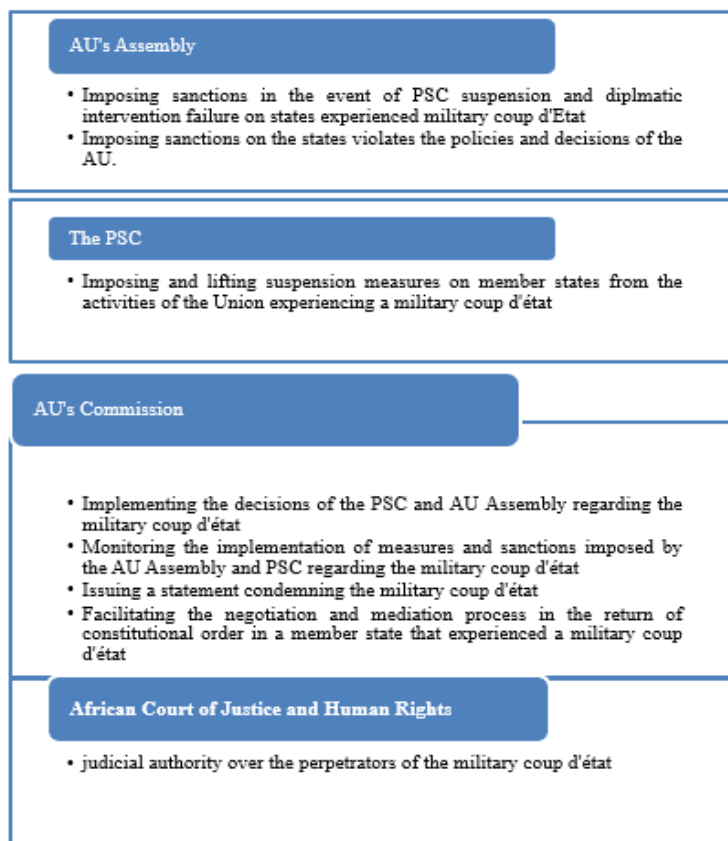 AU's Assembly
• Imposing sanctions in the event of PSC suspension and diplmatic
intervention failure on states experienced military coup d'Etat
• Imposing sanctions on the states violates the policies and decisions of the
AU.
The PSC
• Imposing and lifting suspension measures on member states from the
activities of the Union experiencing a military coup d'état
AU's Commission
• Implementing the decisions of the PSC and AU Assembly regarding the
military coup d'état
• Monitoring the implementation of measures and sanctions imposed by
the AU Assembly and PSC regarding the military coup d'état
• Issuing a statement condemning the military coup d'état
• Facilitating the negotiation and mediation process in the return of
constitutional order in a member state that experienced a military coup
d'état
African Court of Justice and Human Rights
• judicial authority over the perpetrators of the military coup d'état